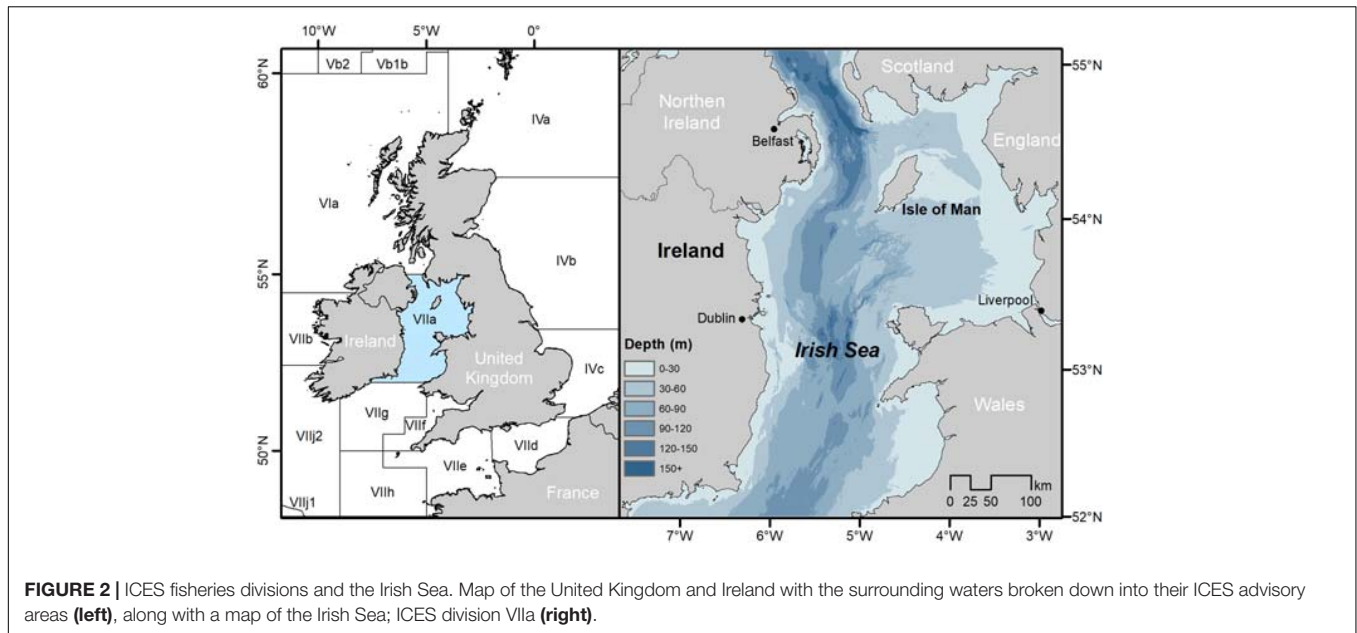 10°W 5°W 0°
60°N
55°N
50°N
Vb2 Vb1b
IVa
VIa
IVb
VIIa
VIIb
Ireland
United
Kingdom
IVc
VIIg
VIIf
VIIj2
VIId
VIIe
VIIh
France
VIIj1
Scotland
55°N
Northen
Ireland
Belfast
England
Isle of Man
54°N
Ireland
Liverpool
Dublin
Irish Sea
Depth (m)
0-30
30-60
60-90
90-120
120-150
150+
53°N
Wales
km
0 25 50 100
52°N
7°W 6°W 5°W 4°W 3°W
FIGURE 2 | ICES fisheries divisions and the Irish Sea. Map of the United Kingdom and Ireland with the surrounding waters broken down into their ICES advisory
areas (left), along with a map of the Irish Sea; ICES division VIIa (right).